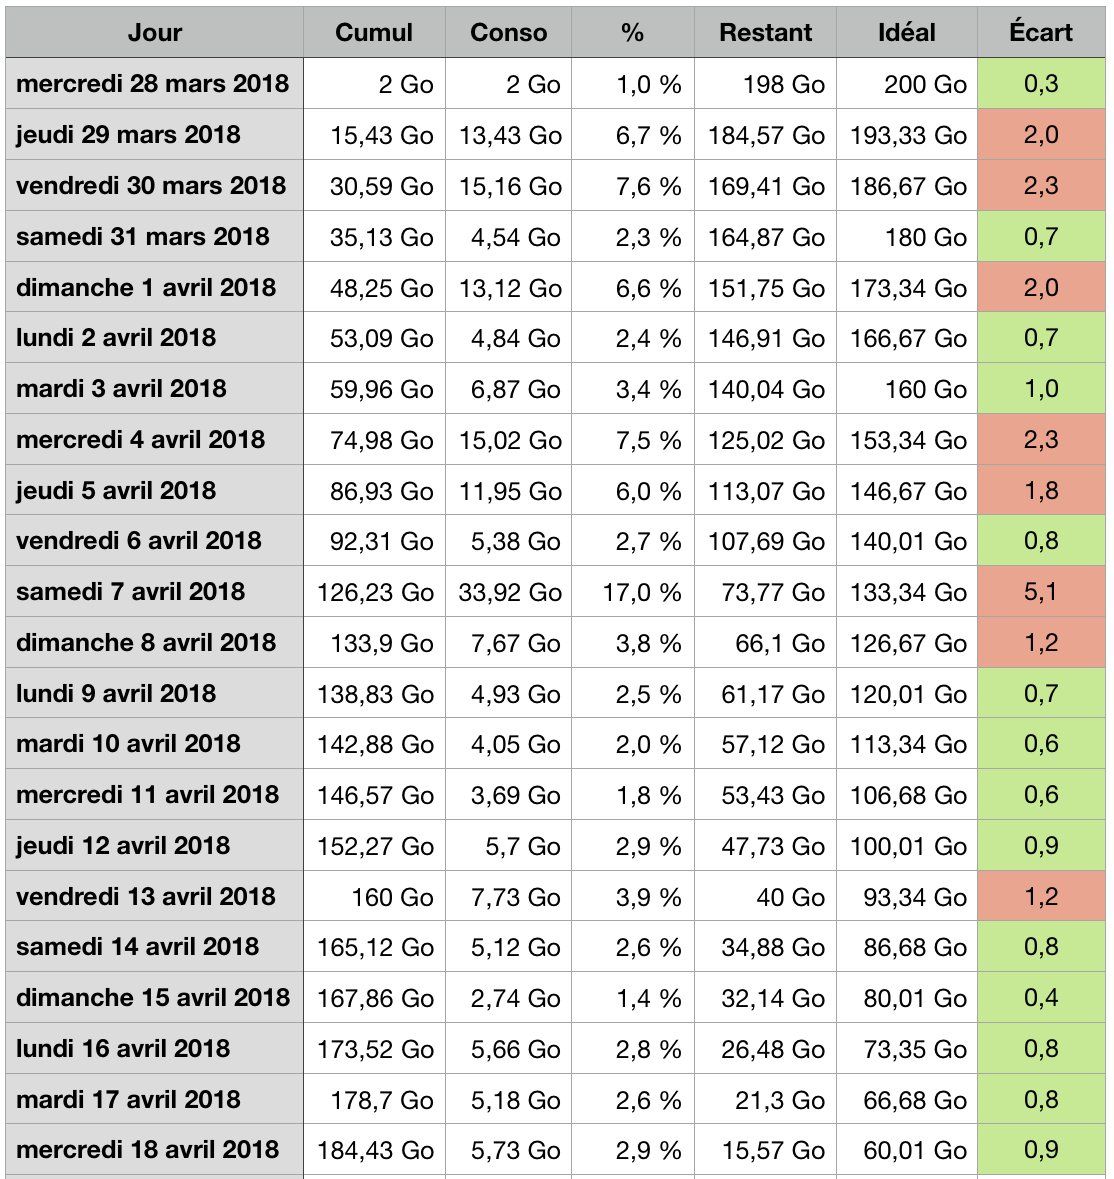 Jour Cumul Conso % Restant Idéal Écart
mercredi 28 mars 2018 2 Go 2 Go 1,0 % 198 Go 200 Go 0,3
jeudi 29 mars 2018 15,43 Go 13,43 Go 6,7 % 184,57 Go 193,33 Go 2,0
vendredi 30 mars 2018 30,59 Go 15,16 Go 7,6 % 169,41 Go 186,67 Go 2,3
samedi 31 mars 2018 35,13 Go 4,54 Go 2,3 % 164,87 Go 180 Go 0,7
dimanche 1 avril 2018 48,25 Go 13,12 Go 6,6 % 151,75 Go 173,34 Go 2,0
lundi 2 avril 2018 53,09 Go 4,84 Go 2,4 % 146,91 Go 166,67 Go 0,7
mardi 3 avril 2018 59,96 Go 6,87 Go 3,4 % 140,04 Go 160 Go 1,0
mercredi 4 avril 2018 74,98 Go 15,02 Go 7,5 % 125,02 Go 153,34 Go 2,3
jeudi 5 avril 2018 86,93 Go 11,95 Go 6,0 % 113,07 Go 146,67 Go 1,8
vendredi 6 avril 2018 92,31 Go 5,38 Go 2,7 % 107,69 Go 140,01 Go 0,8
samedi 7 avril 2018 126,23 Go 33,92 Go 17,0 % 73,77 Go 133,34 Go 5,1
dimanche 8 avril 2018 133,9 Go 7,67 Go 3,8 % 66,1 Go 126,67 Go 1,2
lundi 9 avril 2018 138,83 Go 4,93 Go 2,5 % 61,17 Go 120,01 Go 0,7
mardi 10 avril 2018 142,88 Go 4,05 Go 2,0 % 57,12 Go 113,34 Go 0,6
mercredi 11 avril 2018 146,57 Go 3,69 Go 1,8 % 53,43 Go 106,68 Go 0,6
jeudi 12 avril 2018 152,27 Go 5,7 Go 2,9 % 47,73 Go 100,01 Go 0,9
vendredi 13 avril 2018 160 Go 7,73 Go 3,9 % 40 Go 93,34 Go 1,2
samedi 14 avril 2018 165,12 Go 5,12 Go 2,6 % 34,88 Go 86,68 Go 0,8
dimanche 15 avril 2018 167,86 Go 2,74 Go 1,4 % 32,14 Go 80,01 Go 0,4
lundi 16 avril 2018 173,52 Go 5,66 Go 2,8 % 26,48 Go 73,35 Go 0,8
mardi 17 avril 2018 178,7 Go 5,18 Go 2,6 % 21,3 Go 66,68 Go 0,8
mercredi 18 avril 2018 184,43 Go 5,73 Go 2,9 % 15,57 Go 60,01 Go 0,9